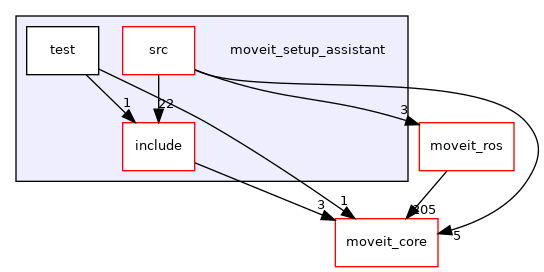 test
src
moveit_setup_assistant
1
22
3
include
moveit_ros
3
1
305
5
moveit_core